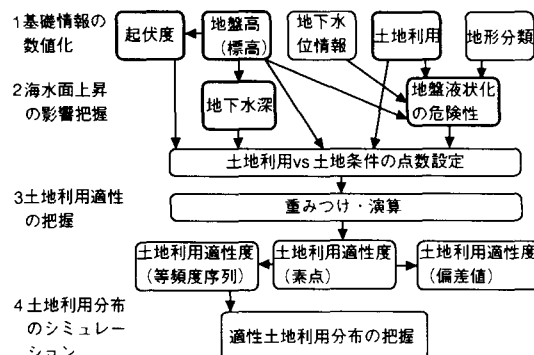 1基礎情報の
数値化
起伏度
地盤高
(標高)
地下水
位情報
土地利用
地形分類
2海水面上昇
の影響把握
地下水深
地盤液状化
の危険性
土地利用vs土地条件の点数設定
3土地利用適性
の把握
重みつけ・演算
土地利用適性度
(等頻度序列)
土地利用適性度
(素点)
土地利用適性度
(偏差値)
4土地利用分布
のシミュレー
ション
適性土地利用分布の把握